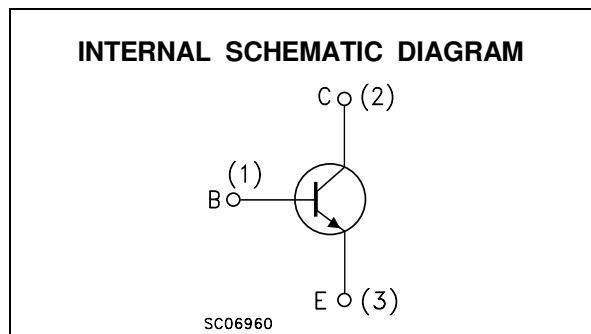 INTERNAL SCHEMATIC DIAGRAM
C (2)
(1)
B
E (3)
SC06960